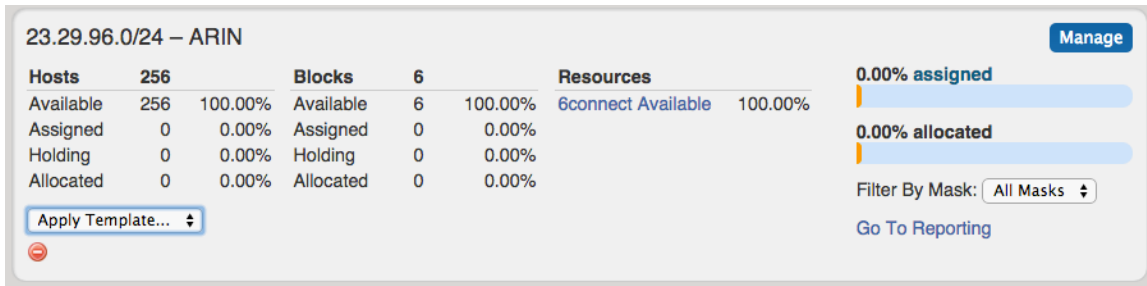 23.29.96.0/24 – ARIN
Manage
Hosts 256 Blocks 6 Resources
Available 256 100.00% Available 6 100.00% 6connect Available 100.00%
Assigned 0 0.00% Assigned 0 0.00%
Holding 0 0.00% Holding 0 0.00%
Allocated 0 0.00% Allocated 0 0.00%
Apply Template...
0.00% assigned
0.00% allocated
Filter By Mask: All Masks
Go To Reporting